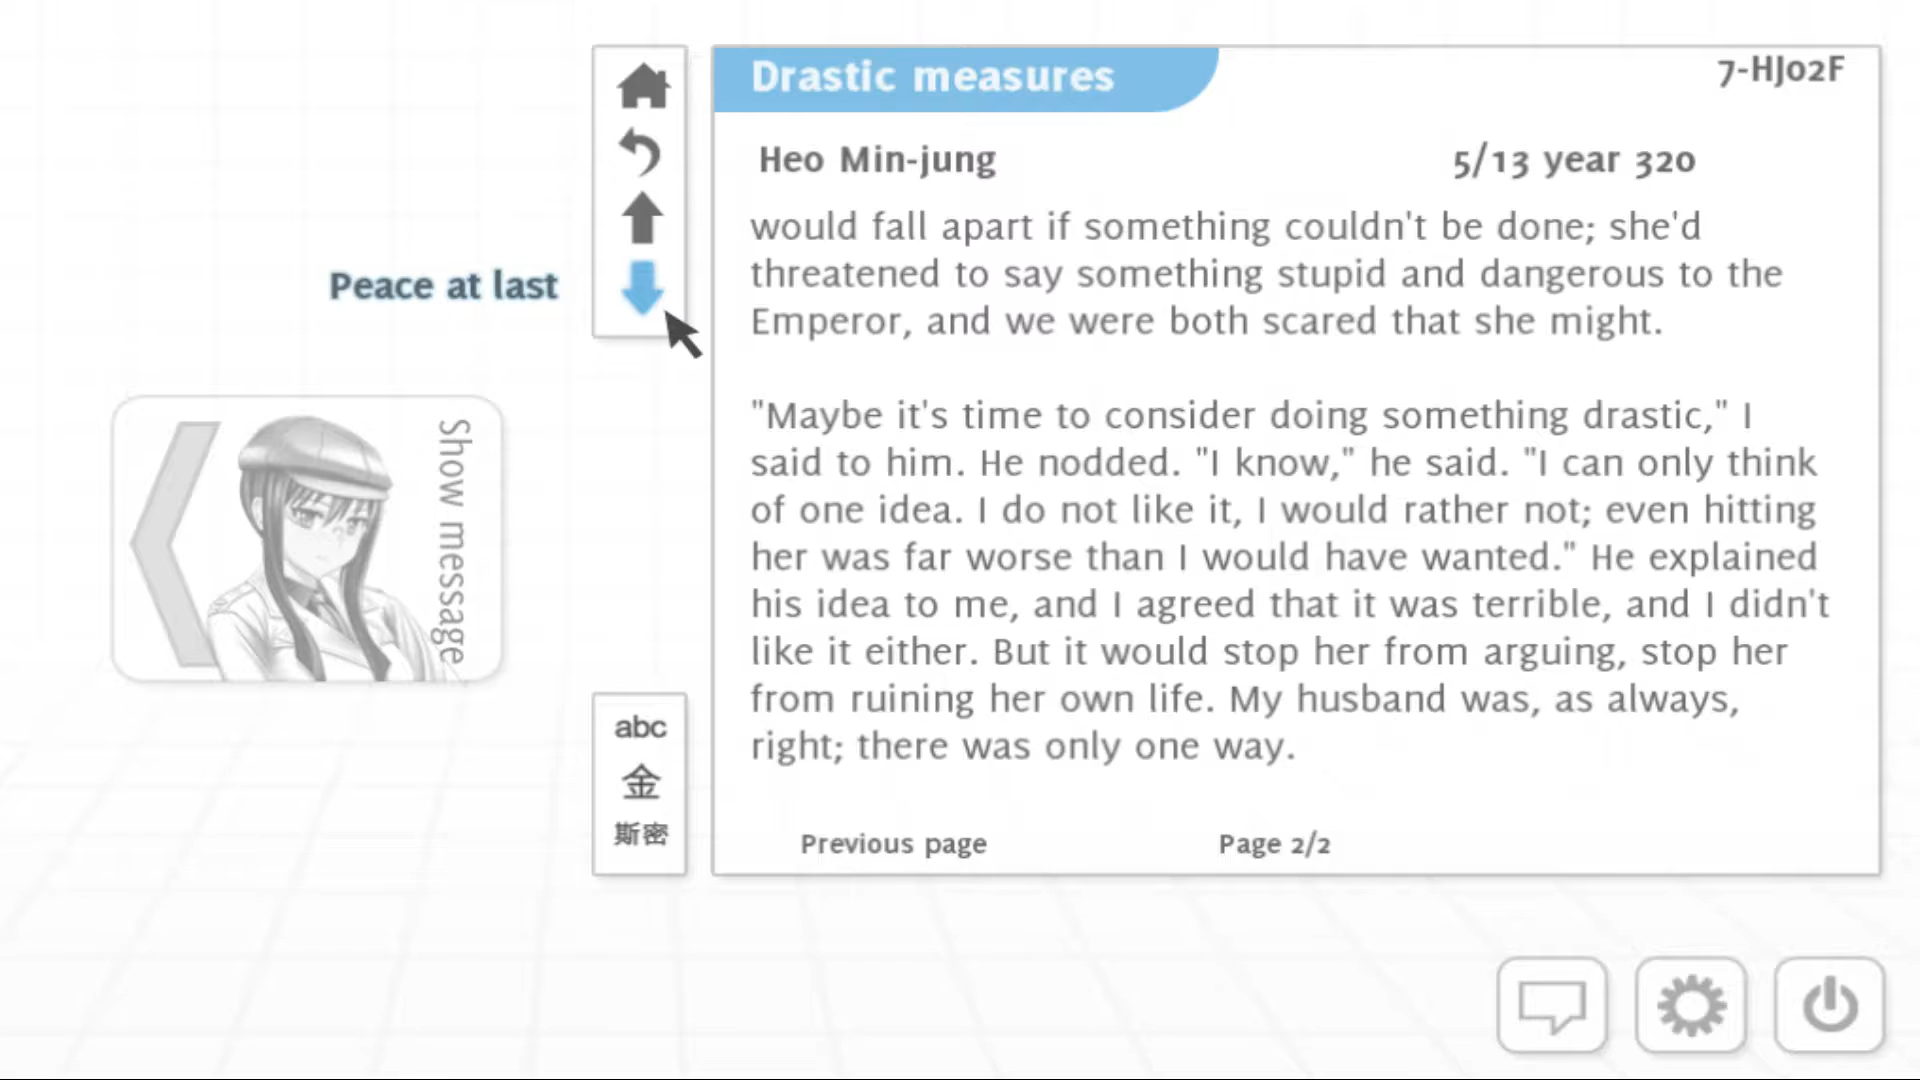 Drastic measures
7-HJ02F
Heo Min-jung
5/13 year 320
would fall apart if something couldn't be done; she'd
threatened to say something stupid and dangerous to the
Emperor, and we were both scared that she might.
"Maybe it's time to consider doing something drastic," I
said to him. He nodded. "I know," he said. "I can only think
of one idea. I do not like it, I would rather not; even hitting
her was far worse than I would have wanted." He explained
his idea to me, and I agreed that it was terrible, and I didn't
like it either. But it would stop her from arguing, stop her
from ruining her own life. My husband was, as always,
right; there was only one way.
Previous page
Page 2/2
Peace at last
Show message
abc
金
斯密